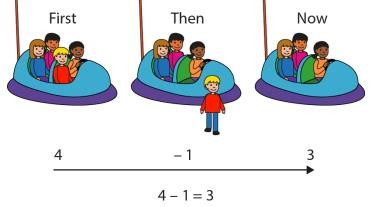 First Then Now
4 – 1 3
4 – 1 = 3